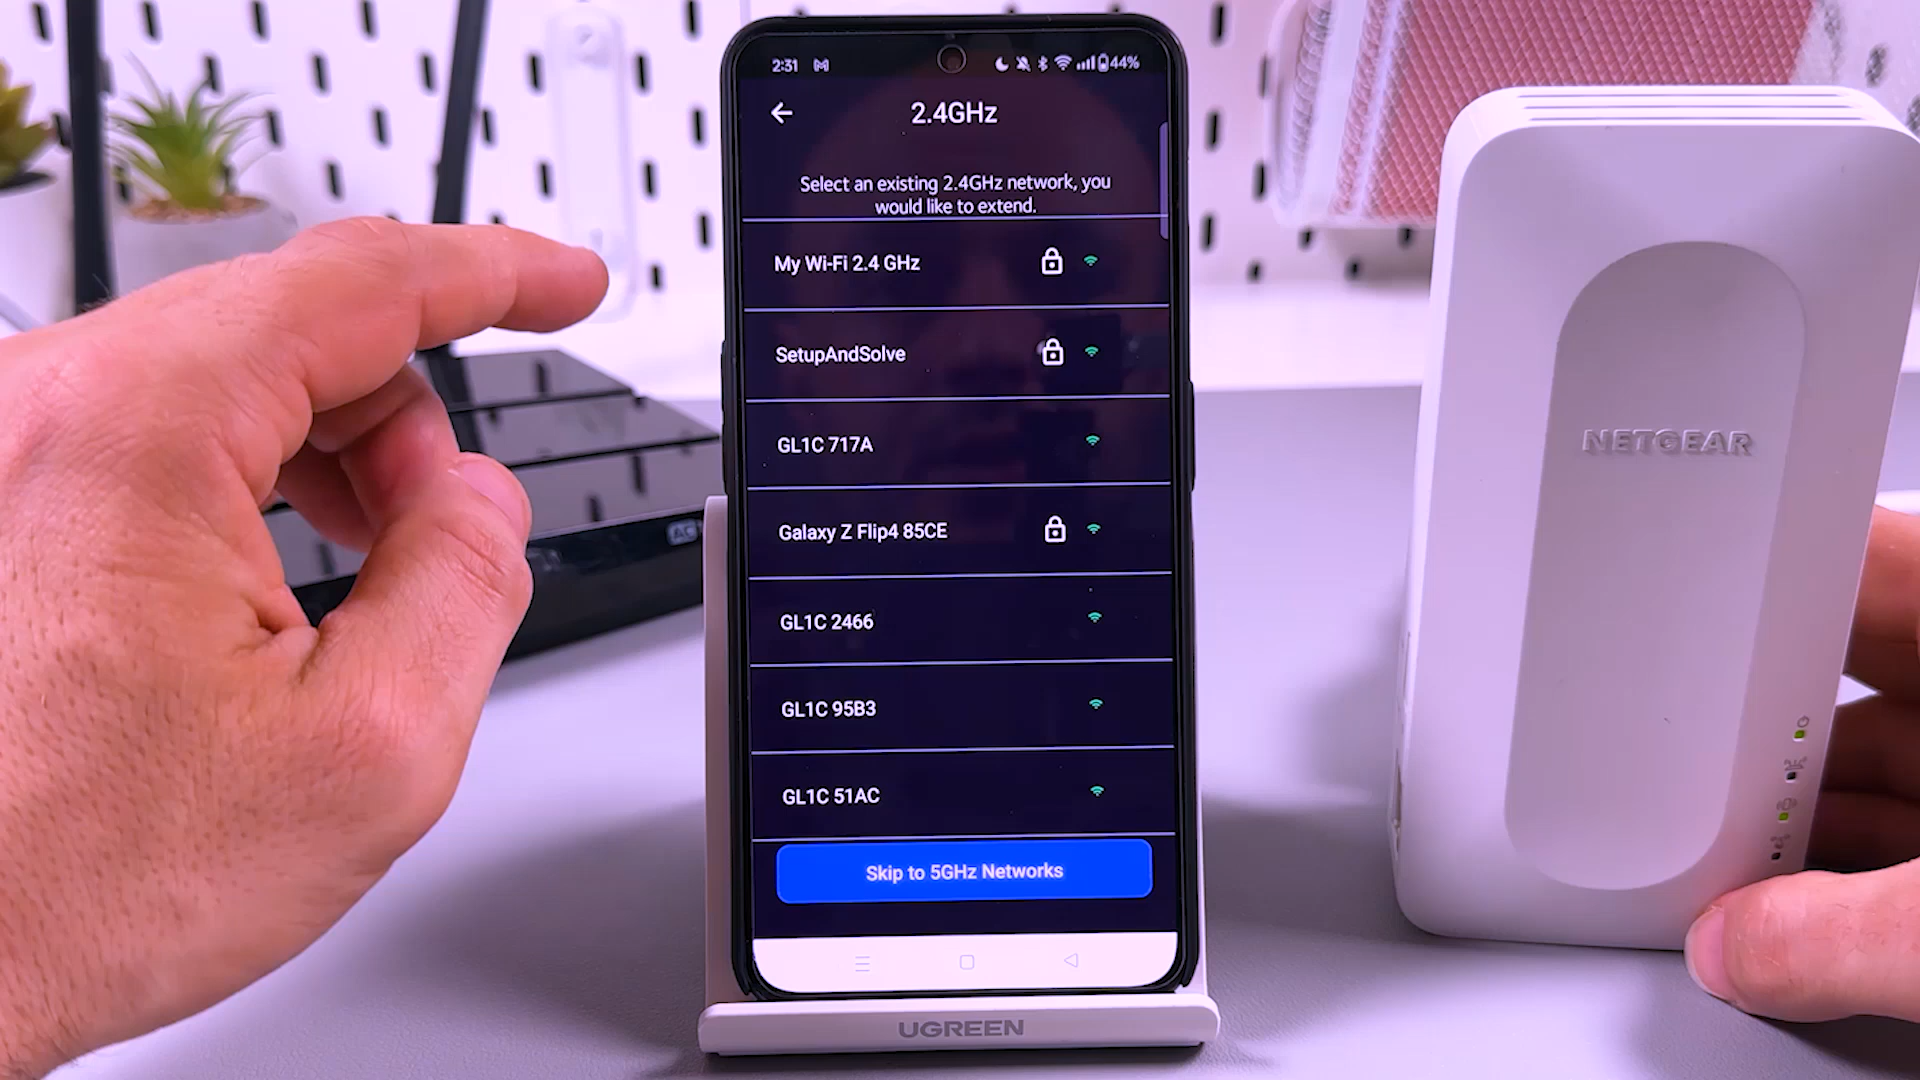 2:31
44%
2.4GHz
Select an existing 2.4GHz network, you
would like to extend.
My Wi-Fi 2.4 GHz
SetupAndSolve
GL1C 717A
Galaxy Z Flip4 85CE
GL1C 2466
GL1C 95B3
GL1C 51AC
Skip to 5GHz Networks
UGREEN
NETGEAR